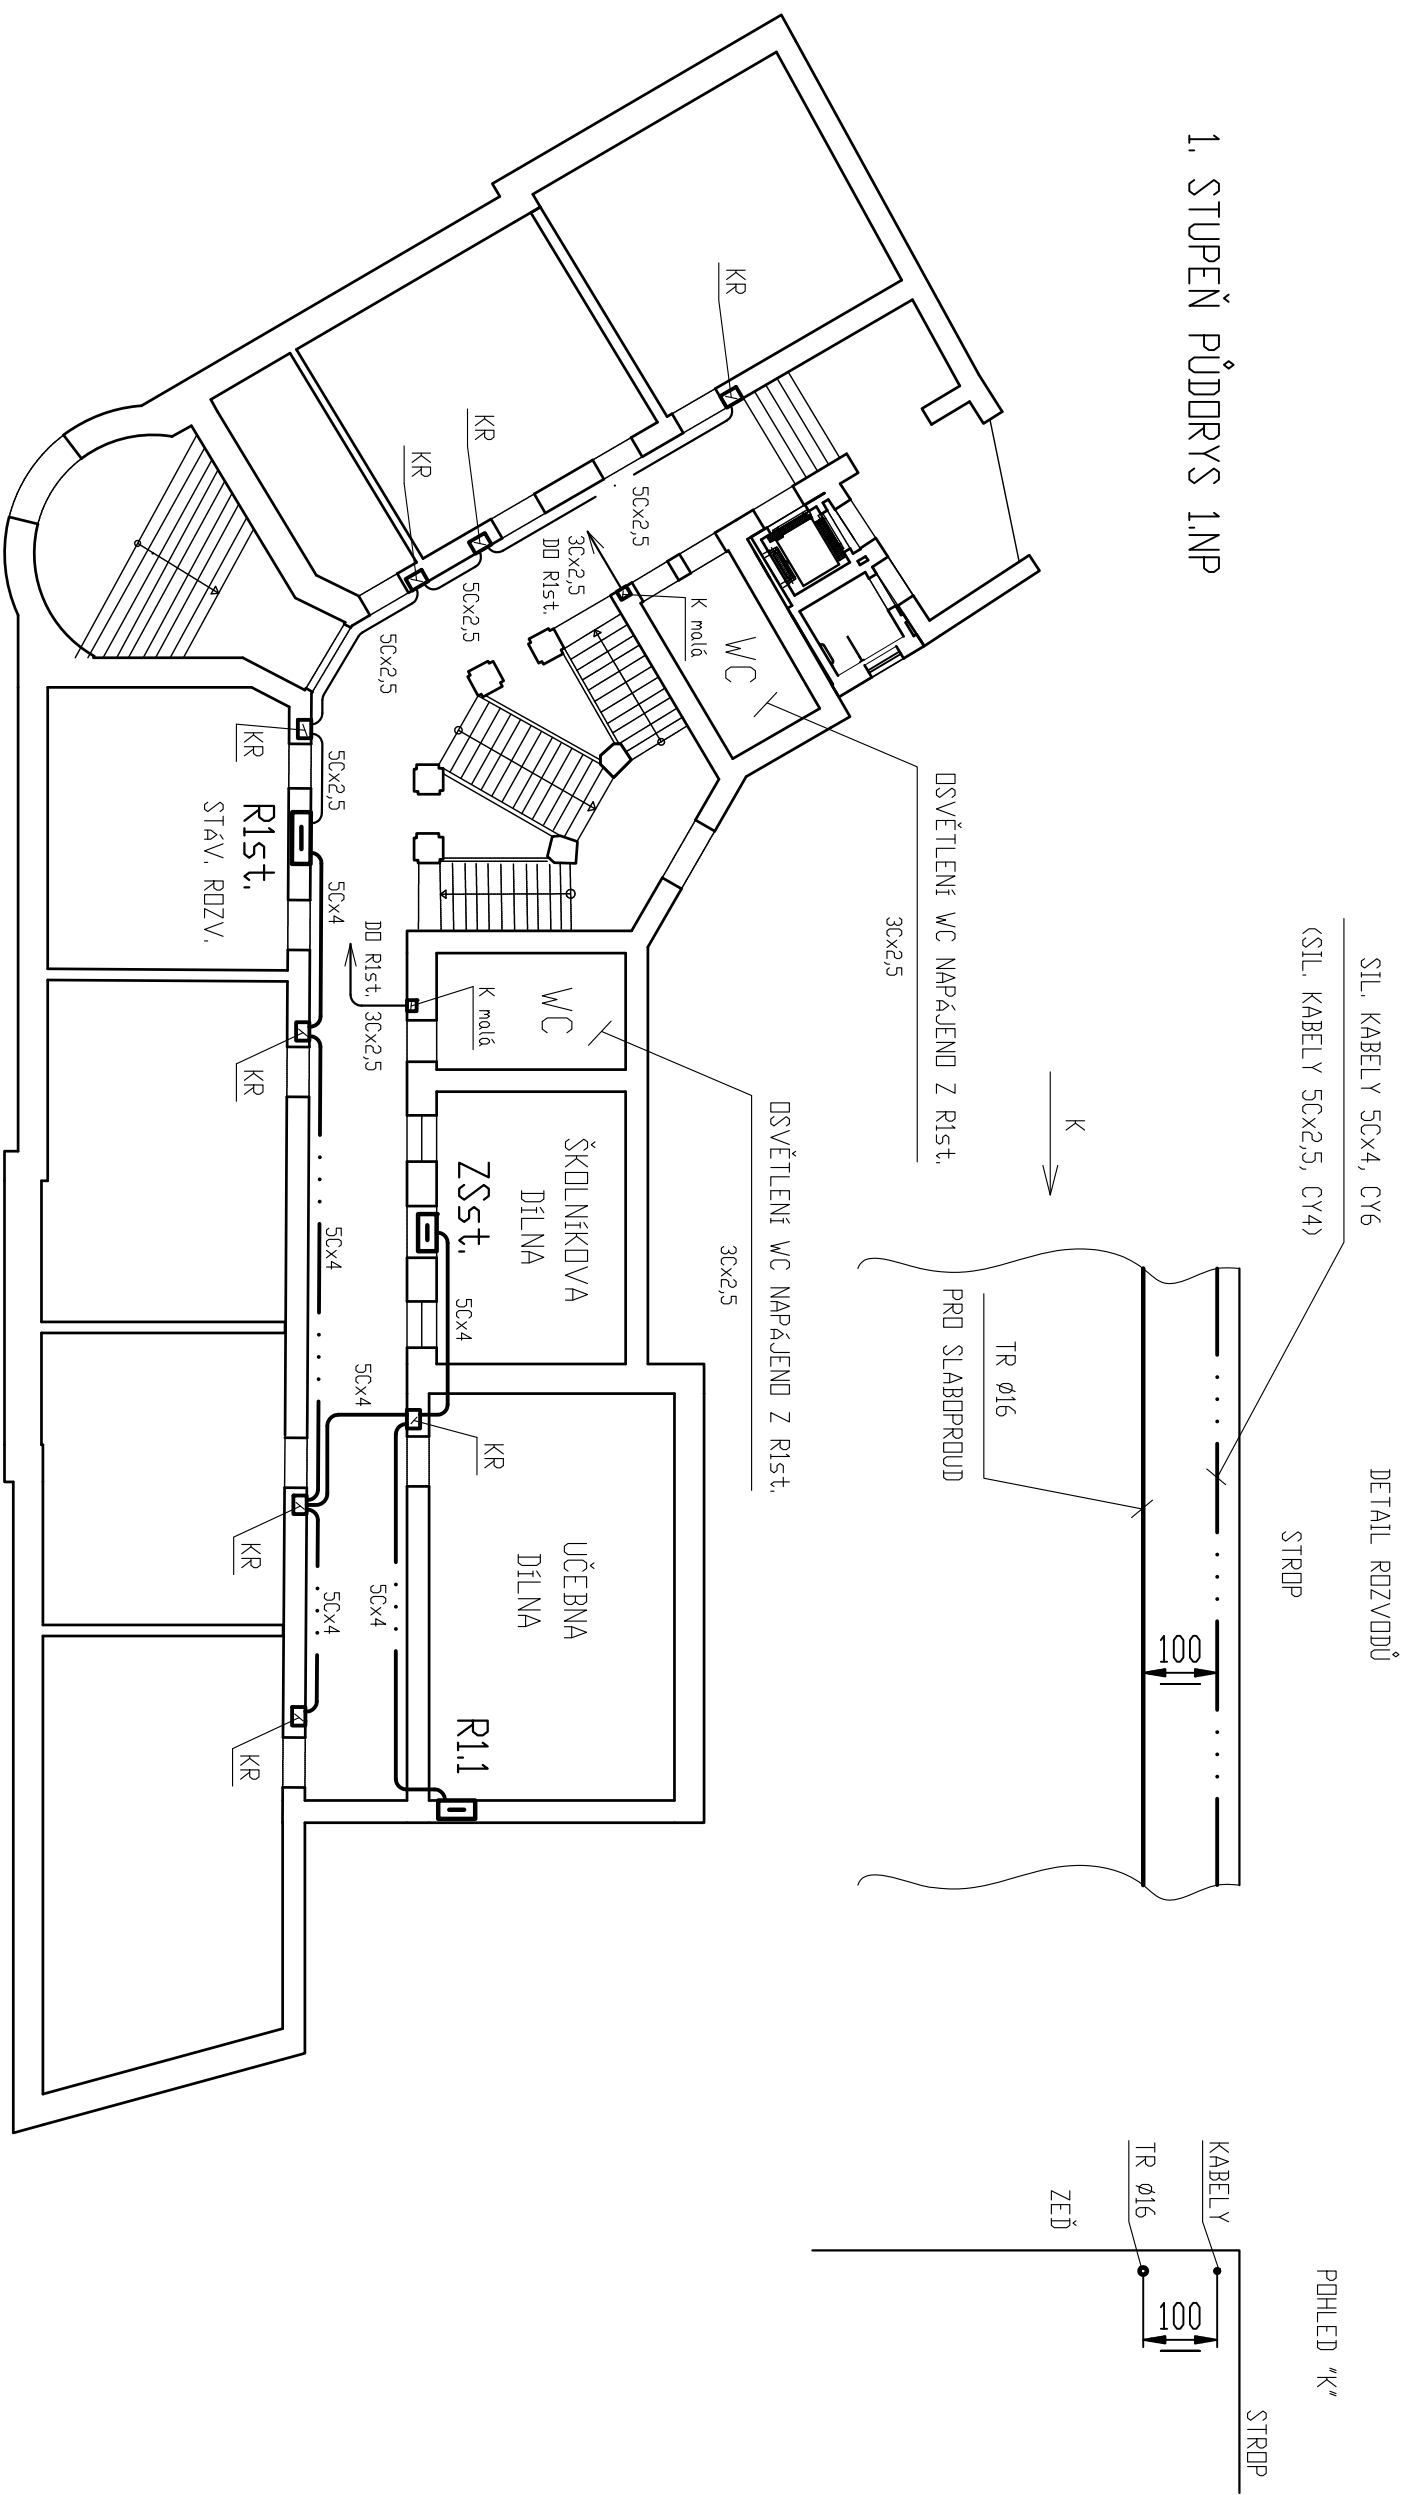 1. STUPEŇ PŮDORYS 1.NP
DETAIL ROZVODŮ
POHLED "K"
SIL. KABELY 5Cx4, CY6
(SIL. KABELY 5Cx2,5, CY4)
STROP
STROP
KABELY
100
100
TR Ø16
TR Ø16
PRO SLABOPROUD
ZEĎ
K
OSVĚTLENÍ WC NAPÁJENO Z R1st.
3Cx2,5
OSVĚTLENÍ WC NAPÁJENO Z R1st.
3Cx2,5
KR
WC
K malá
5Cx2,5
3Cx2,5
DO R1st.
KR
KR
5Cx2,5
5Cx2,5
WC
K malá
ŠKOLNÍKOVA
DÍLNA
ZSst.
UČEBNA
DÍLNA
R1.1
KR
5Cx4
5Cx4
5Cx4
DO R1st. 3Cx2,5
5Cx2,5
5Cx4
5Cx4
5Cx4
KR
R1st.
STÁV. ROZV.
KR
KR
KR